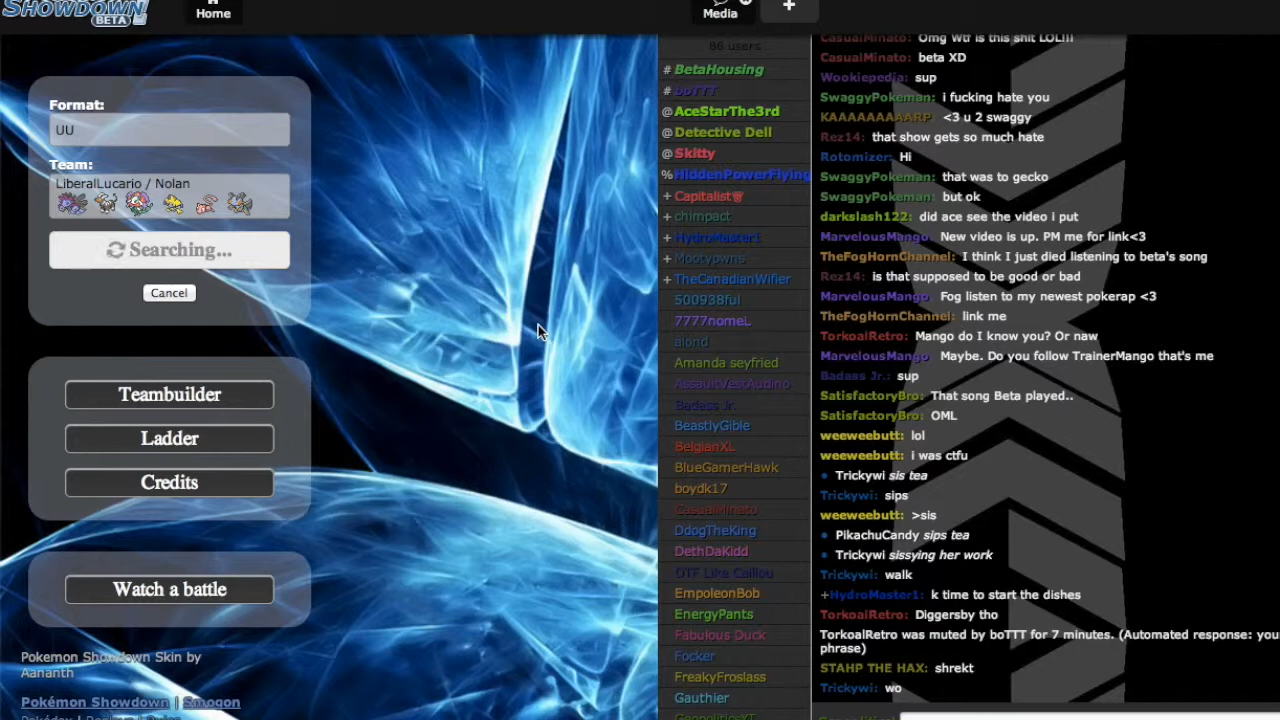 SHOWDOWN!
BETA
Home
Media
+
Format:
UU
Team:
LiberalLucario / Nolan
Searching...
Cancel
Teambuilder
Ladder
Credits
Watch a battle
Pokemon Showdown Skin by
Aananth
Pokémon Showdown | Smogon
86 users
# BetaHousing
# boTTT
@AceStarThe3rd
@Detective Dell
@Skitty
%HiddenPowerFlying
+ Capitalist
+ chimpact
+ HydroMaster1
+ Mootypwns
+ TheCanadianWifier
500938ful
7777nomeL
alond
Amanda seyfried
AssaultVestAudino
Badass Jr.
BeastlyGible
BelgianXL
BlueGamerHawk
boydk17
CasualMinato
DdogTheKing
DethDaKidd
DTF Like Caillou
EmpoleonBob
EnergyPants
Fabulous Duck
Focker
FreakyFroslass
Gauthier
CasualMinato: Omg Wtf is this shit LOL!!!
CasualMinato: beta XD
Wookiepedia: sup
SwaggyPokeman: i fucking hate you
KAAAAAAAARP: <3 u 2 swaggy
Rez14: that show gets so much hate
Rotomizer: Hi
SwaggyPokeman: that was to gecko
SwaggyPokeman: but ok
darkslash122: did ace see the video i put
MarvelousMango: New video is up. PM me for link<3
TheFogHornChannel: I think I just died listening to beta's song
Rez14: is that supposed to be good or bad
MarvelousMango: Fog listen to my newest pokerap <3
TheFogHornChannel: link me
TorkoalRetro: Mango do I know you? Or naw
MarvelousMango: Maybe. Do you follow TrainerMango that's me
Badass Jr.: sup
SatisfactoryBro: That song Beta played..
SatisfactoryBro: OML
weeweebutt: lol
weeweebutt: i was ctfu
• Trickywi sis tea
Trickywi: sips
weeweebutt: >sis
• PikachuCandy sips tea
• Trickywi sissying her work
Trickywi: walk
+HydroMaster1: k time to start the dishes
TorkoalRetro: Diggersby tho
TorkoalRetro was muted by boTTT for 7 minutes. (Automated response: you
phrase)
STAHP THE HAX: shrekt
Trickywi: wo